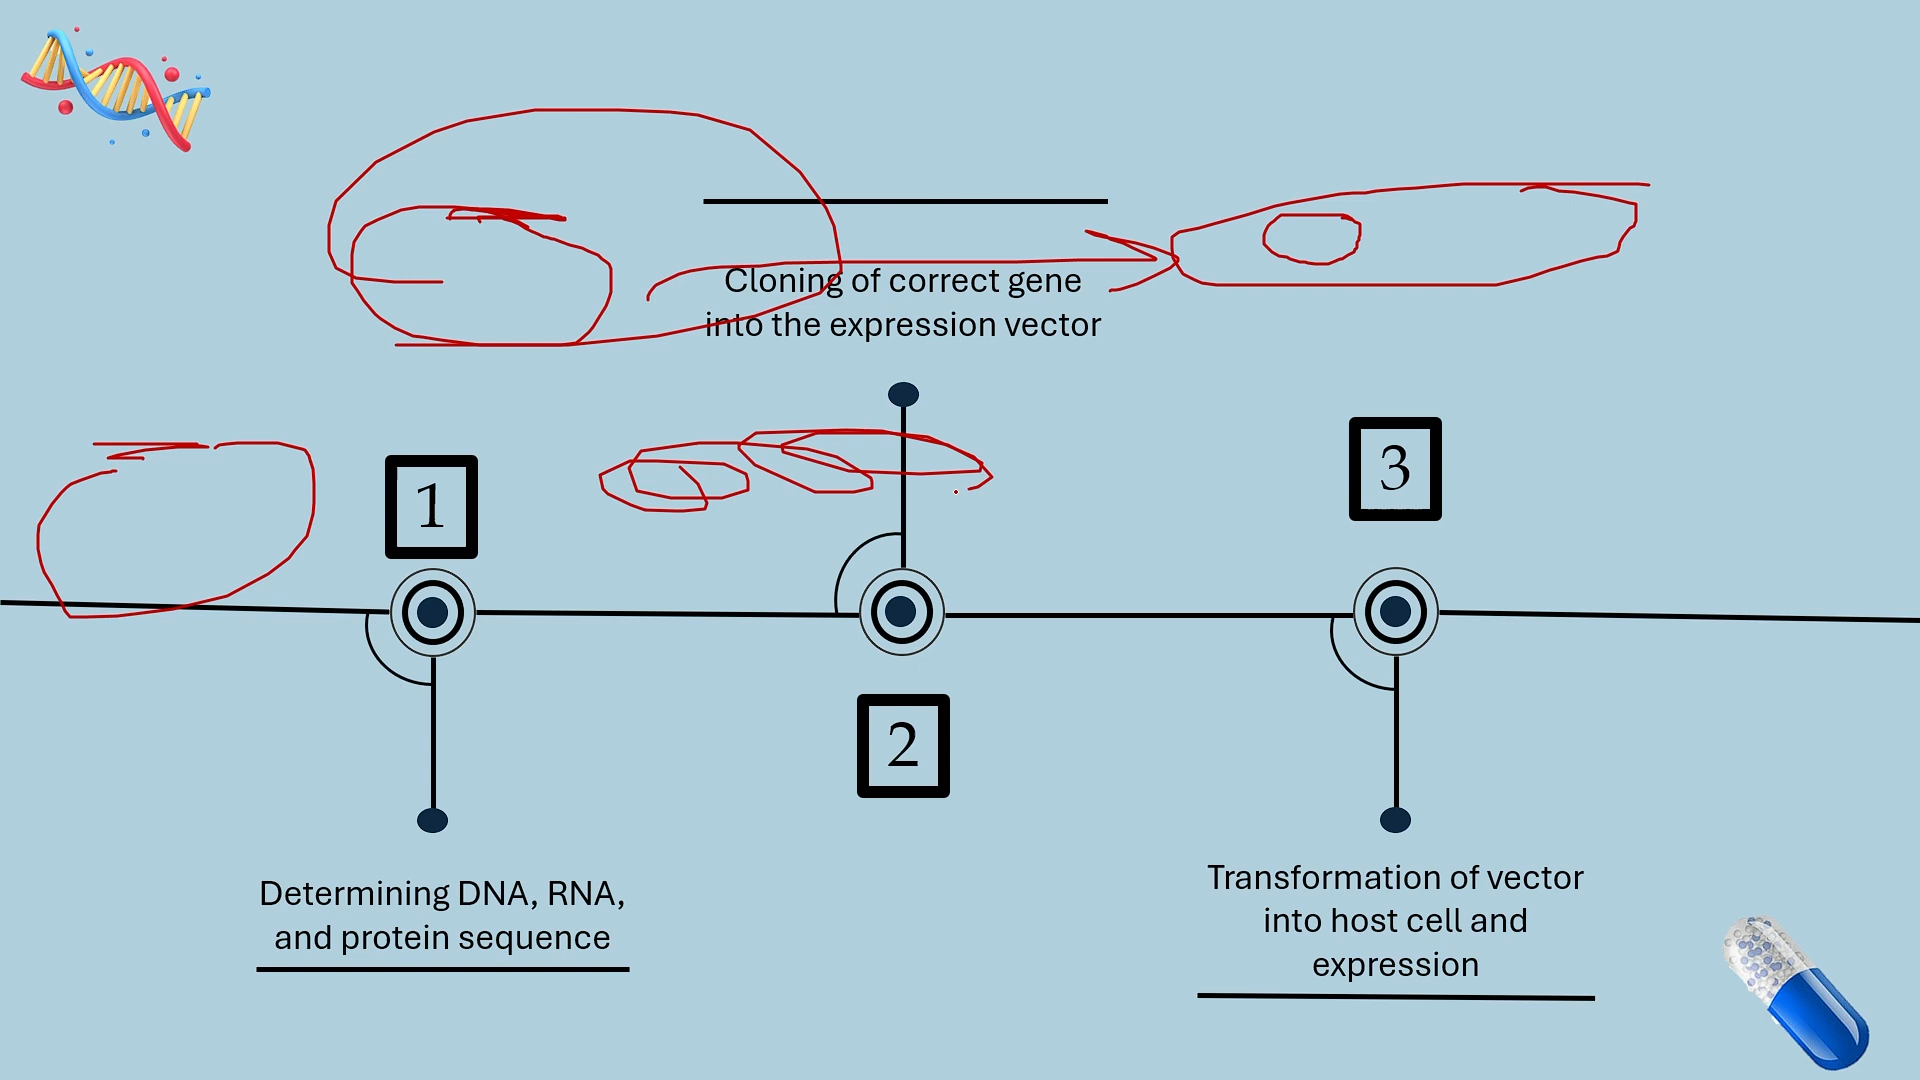 Cloning of correct gene
into the expression vector
1
2
3
Determining DNA, RNA,
and protein sequence
Transformation of vector
into host cell and
expression